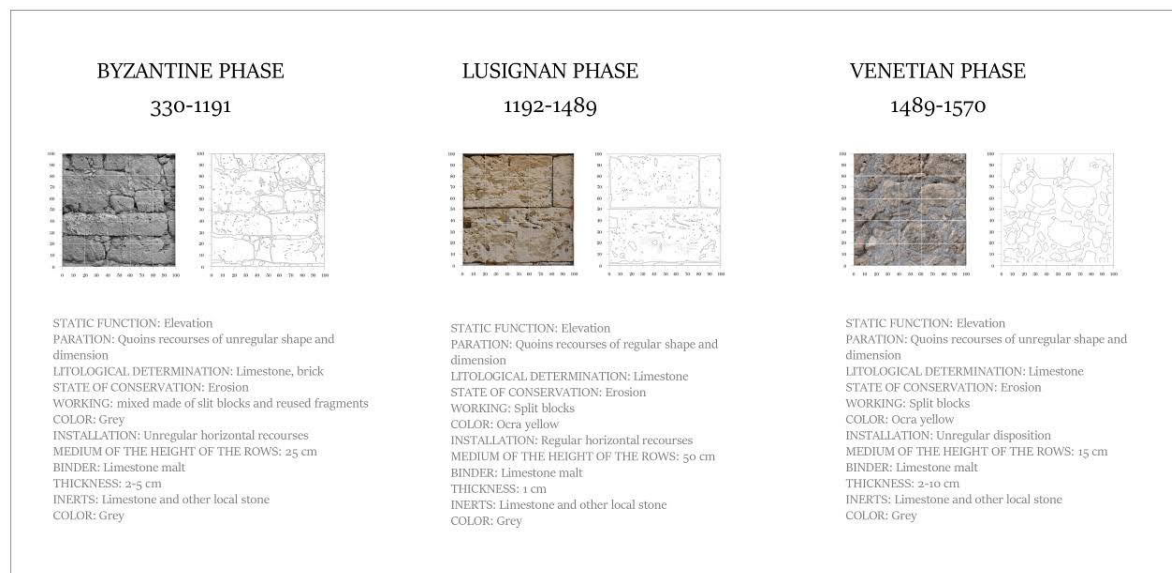 BYZANTINE PHASE
330-1191
STATIC FUNCTION: Elevation
PARATION: Quoins recourses of unregular shape and
dimension
LITOLOGICAL DETERMINATION: Limestone, brick
STATE OF CONSERVATION: Erosion
WORKING: mixed made of slit blocks and reused fragments
COLOR: Grey
INSTALLATION: Unregular horizontal recourses
MEDIUM OF THE HEIGHT OF THE ROWS: 25 cm
BINDER: Limestone malt
THICKNESS: 2-5 cm
INERTS: Limestone and other local stone
COLOR: Grey
LUSIGNAN PHASE
1192-1489
STATIC FUNCTION: Elevation
PARATION: Quoins recourses of regular shape and
dimension
LITOLOGICAL DETERMINATION: Limestone
STATE OF CONSERVATION: Erosion
WORKING: Split blocks
COLOR: Ocra yellow
INSTALLATION: Regular horizontal recourses
MEDIUM OF THE HEIGHT OF THE ROWS: 50 cm
BINDER: Limestone malt
THICKNESS: 1 cm
INERTS: Limestone and other local stone
COLOR: Grey
VENETIAN PHASE
1489-1570
STATIC FUNCTION: Elevation
PARATION: Quoins recourses of unregular shape and
dimension
LITOLOGICAL DETERMINATION: Limestone
STATE OF CONSERVATION: Erosion
WORKING: Split blocks
COLOR: Ocra yellow
INSTALLATION: Unregular disposition
MEDIUM OF THE HEIGHT OF THE ROWS: 15 cm
BINDER: Limestone malt
THICKNESS: 2-10 cm
INERTS: Limestone and other local stone
COLOR: Grey